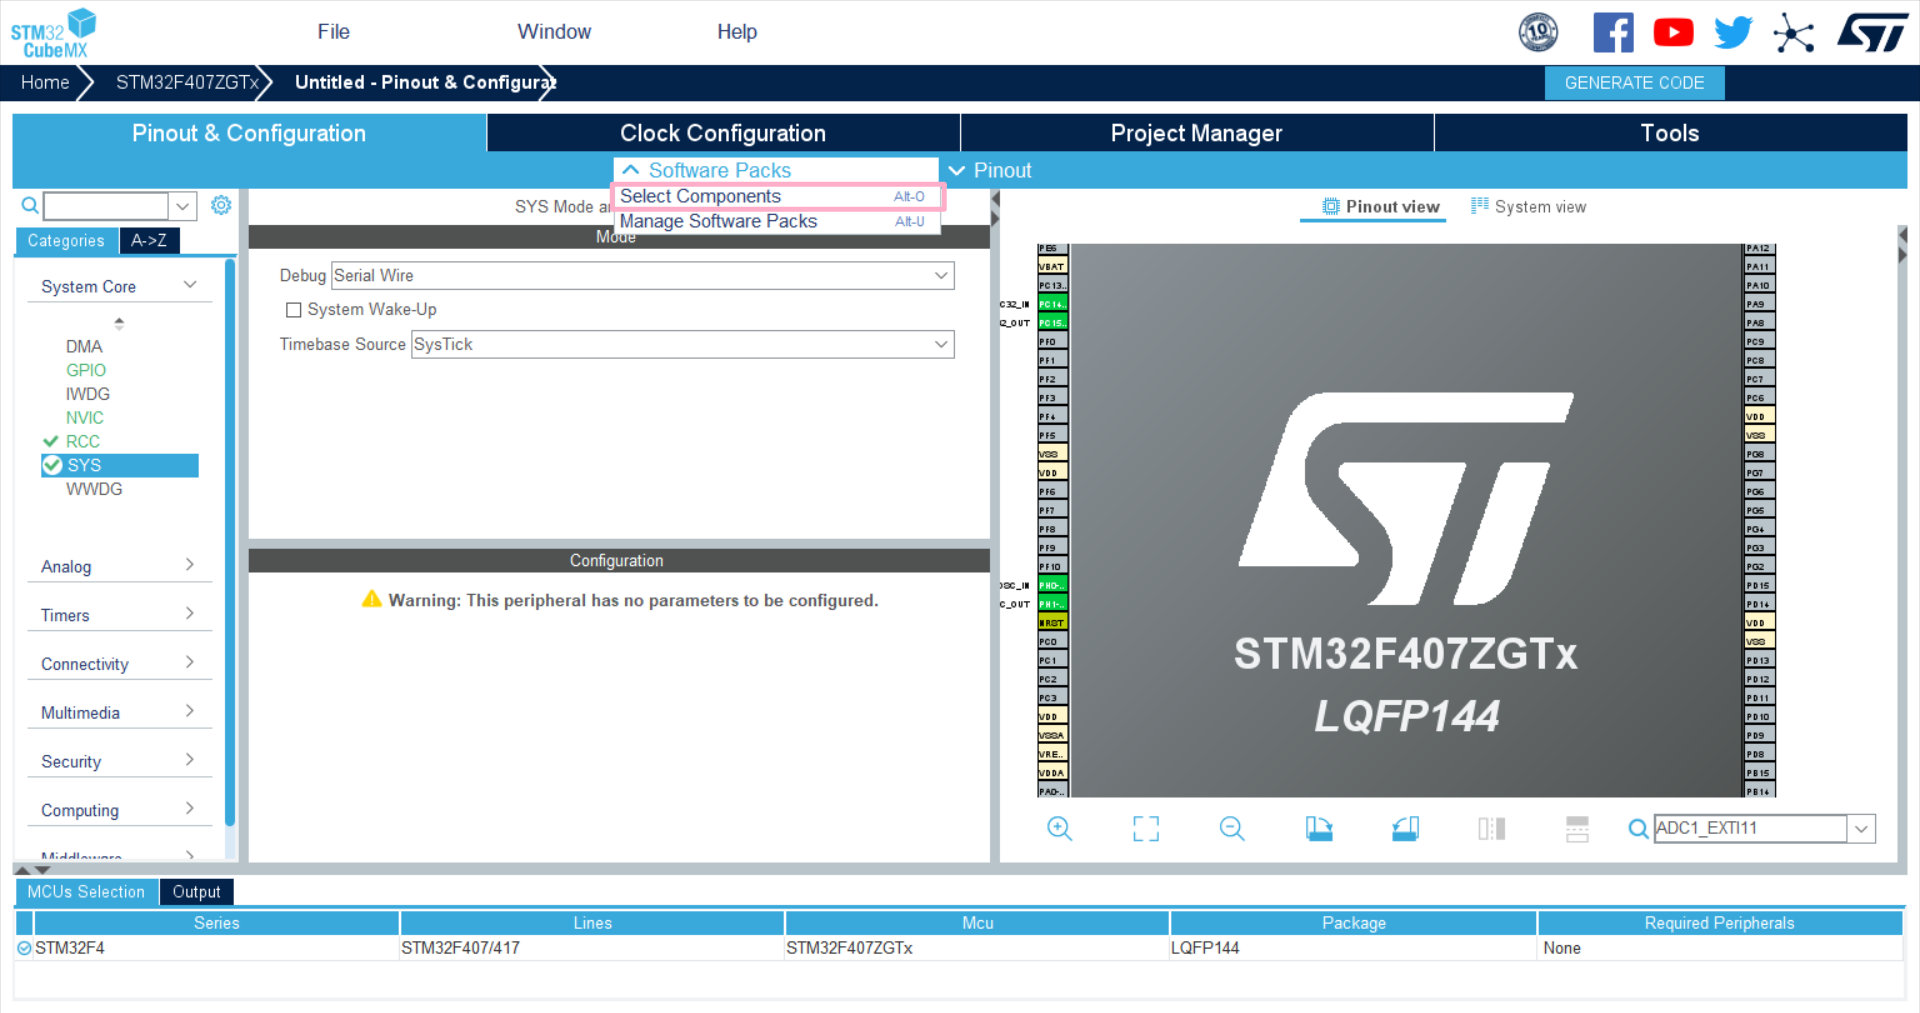 STM32
CubeMX
File
Window
Help
10
Home
STM32F407ZGTx
Untitled - Pinout & Configurat
GENERATE CODE
Pinout & Configuration
Clock Configuration
Project Manager
Tools
Software Packs
Pinout
Select Components Alt-O
Manage Software Packs Alt-U
SYS Mode a
Pinout view
System view
Categories
A->Z
Mode
System Core
Debug Serial Wire
System Wake-Up
Timebase Source SysTick
DMA
GPIO
IWDG
NVIC
RCC
SYS
WWDG
Analog
Timers
Connectivity
Multimedia
Security
Computing
Middleware
Configuration
Warning: This peripheral has no parameters to be configured.
PE6
VBAT
PC13..
C32_IN PC14..
2_OUT PC15..
PF0
PF1
PF2
PF3
PF4
PF5
VSS
VDD
PF6
PF7
PF8
PF9
PF10
OSC_IN PH0-..
C_OUT PH1-..
NRST
PC0
PC1
PC2
PC3
VDD
VSSA
VRE..
VDDA
PA0-..
STM32F407ZGTx
LQFP144
PA12
PA11
PA10
PA9
PA8
PC9
PC8
PC7
PC6
VDD
VSS
PG8
PG7
PG6
PG5
PG4
PG3
PG2
PD15
PD14
VDD
VSS
PD13
PD12
PD11
PD10
PD9
PD8
PB15
PB14
ADC1_EXTI11
MCUs Selection
Output
Series Lines Mcu Package Required Peripherals
STM32F4 STM32F407/417 STM32F407ZGTx LQFP144 None